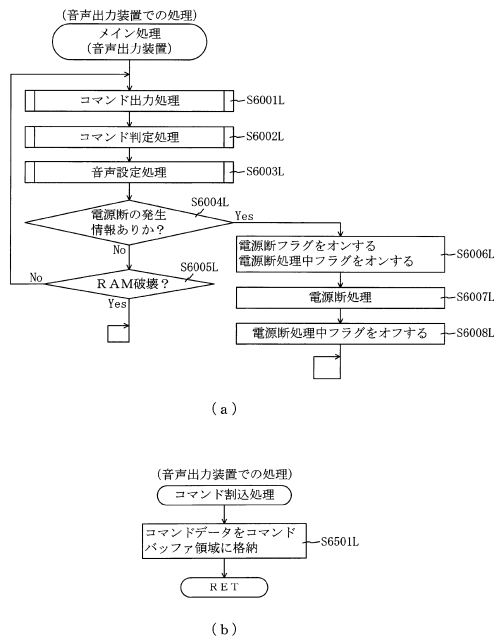 (音声出力装置での処理)
メイン処理
(音声出力装置)
コマンド出力処理
S6001L
コマンド判定処理
S6002L
音声設定処理
S6003L
S6004L
電源断の発生
情報ありか?
Yes
No
電源断フラグをオンする
電源断処理中フラグをオンする
S6006L
S6005L
No
RAM破壊?
Yes
電源断処理
S6007L
電源断処理中フラグをオフする
S6008L
(a)
(音声出力装置での処理)
コマンド割込処理
コマンドデータをコマンド
バッファ領域に格納
S6501L
RET
(b)